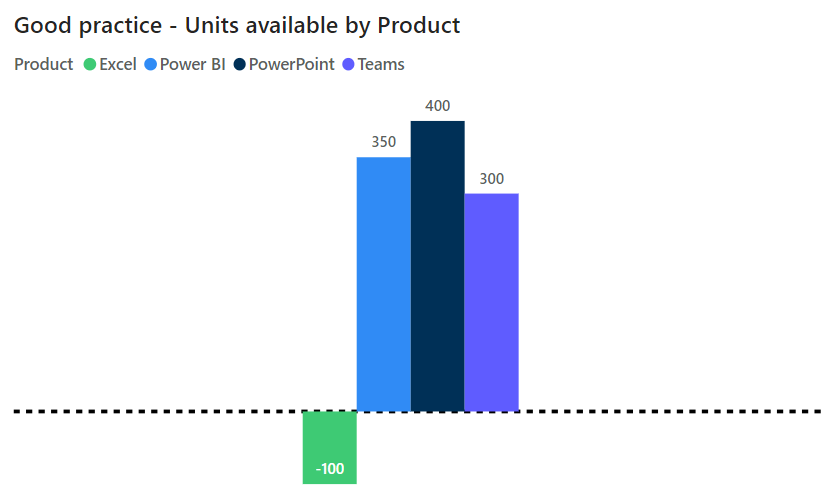 Good practice - Units available by Product
Product Excel Power BI PowerPoint Teams
400
350
300
-100